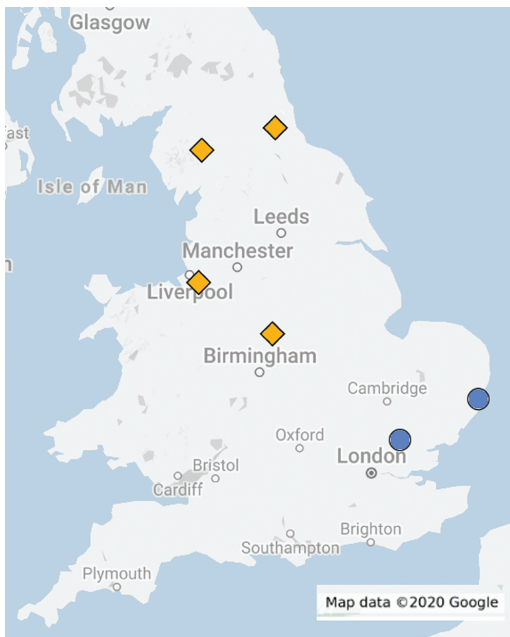 Glasgow
ast
Isle of Man
n
Leeds
Manchester
Liverpool
Birmingham
Cambridge
Oxford
London
Bristol
Cardiff
Brighton
Southampton
Plymouth
Map data ©2020 Google